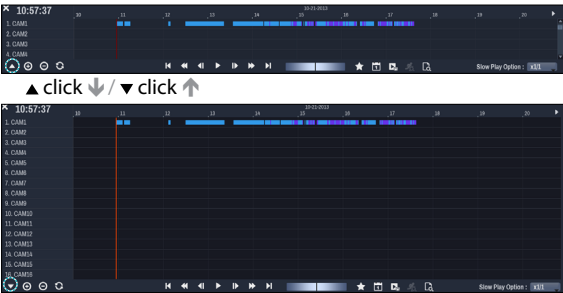 10:57:37
10-21-2013
10 11 12 13 14 15 16 17 18 19 20
1. CAM1
2. CAM2
3. CAM3
4. CAM4
Slow Play Option : x1/1
▲ click ↓ / ▼ click ↑
10:57:37
10-21-2013
10 11 12 13 14 15 16 17 18 19 20
1. CAM1
2. CAM2
3. CAM3
4. CAM4
5. CAM5
6. CAM6
7. CAM7
8. CAM8
9. CAM9
10. CAM10
11. CAM11
12. CAM12
13. CAM13
14. CAM14
15. CAM15
16. CAM16
Slow Play Option : x1/1